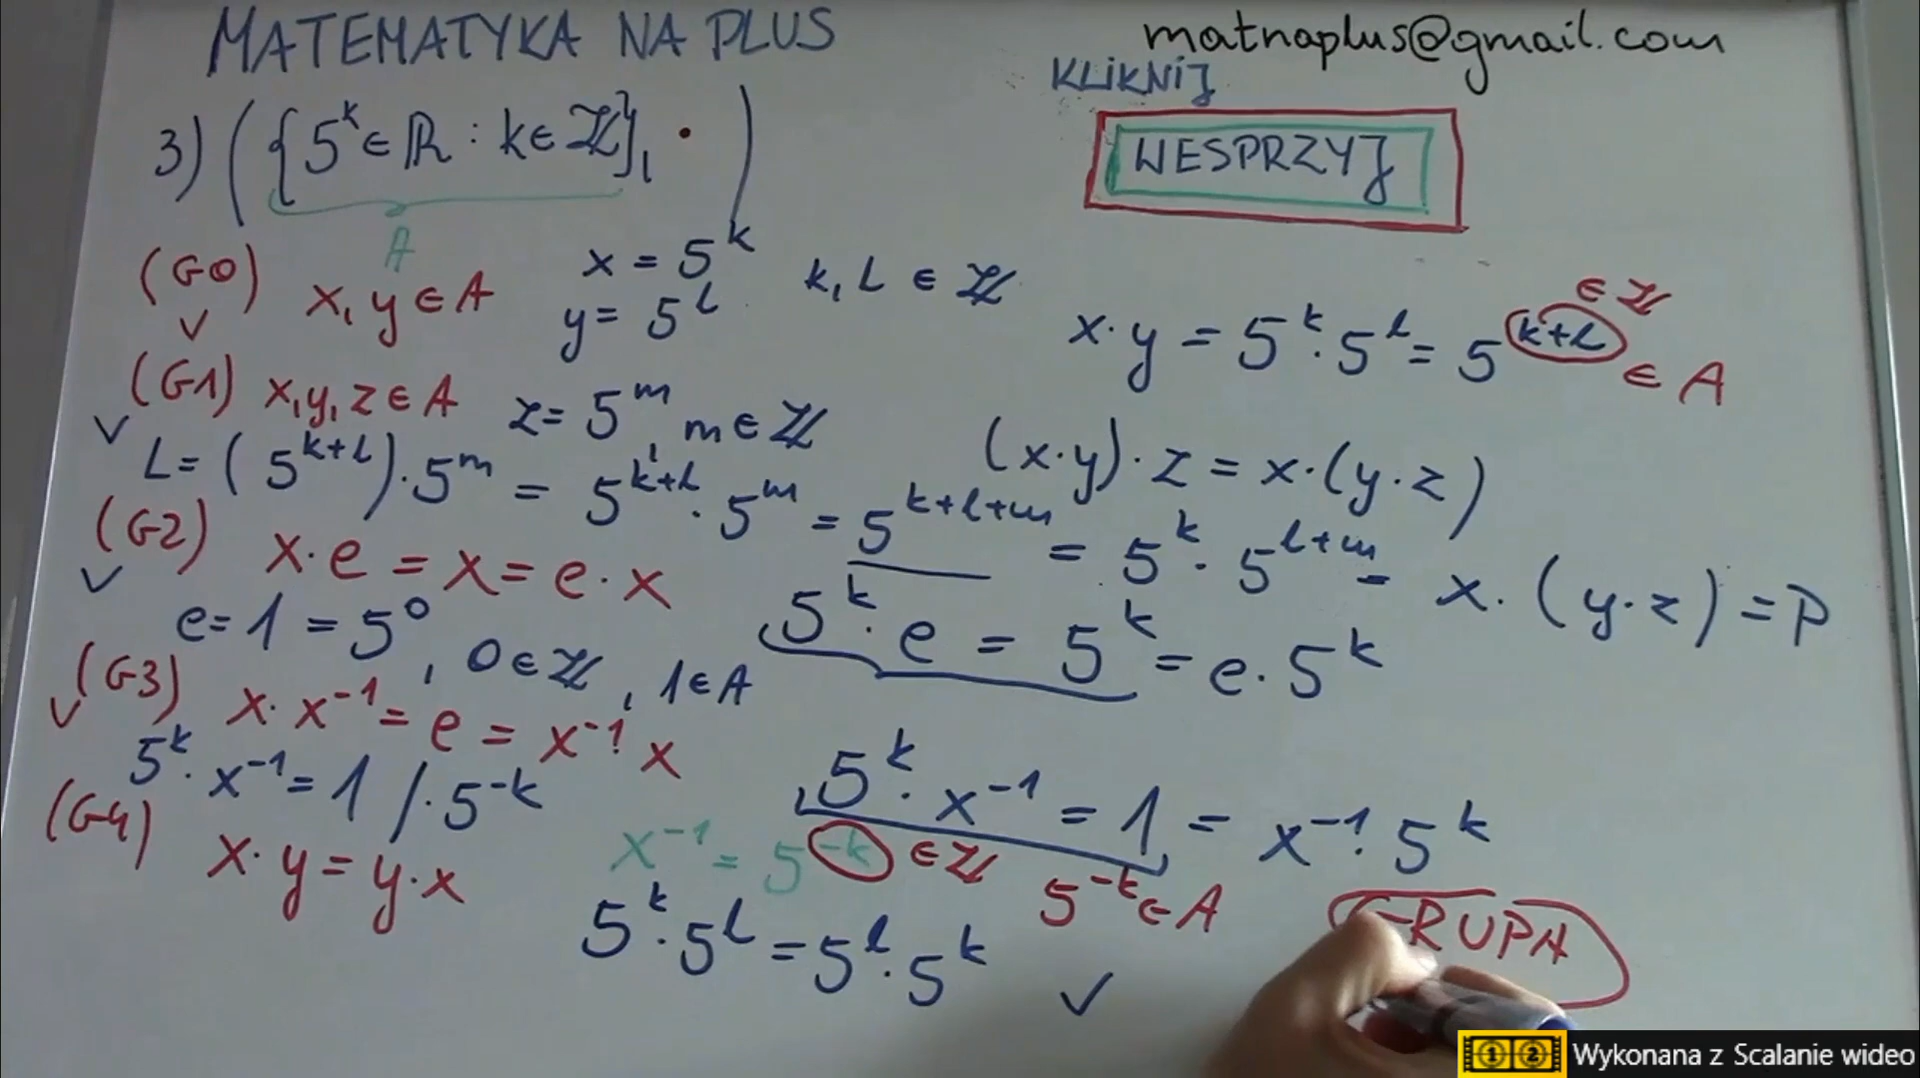 MATEMATYKA NA PLUS
matnaplus@gmail.com
KLIKNIJ
WESPRZYJ
3) ({5^k ∈ ℝ : k ∈ ℤ}, ·)
A
(G0) x, y ∈ A x = 5^k k, l ∈ ℤ
y = 5^l
x·y = 5^k·5^l = 5^(k+l) ∈ A
∈ ℤ
(G1) x, y, z ∈ A z = 5^m, m ∈ ℤ
(x·y)·z = x·(y·z)
L = (5^(k+l))·5^m = 5^(k+l)·5^m = 5^(k+l+m) = 5^k·5^(l+m) = x·(y·z) = P
(G2) x·e = x = e·x
5^k·e = 5^k = e·5^k
e = 1 = 5^0, 0 ∈ ℤ, 1 ∈ A
(G3) x·x^-1 = e = x^-1·x
5^k·x^-1 = 1 = x^-1·5^k
5^k·x^-1 = 1 /·5^-k
x^-1 = 5^-k ∈ ℤ 5^-k ∈ A
(G4) x·y = y·x
5^k·5^l = 5^l·5^k ✓
GRUPA
Wykonana z Scalanie wideo